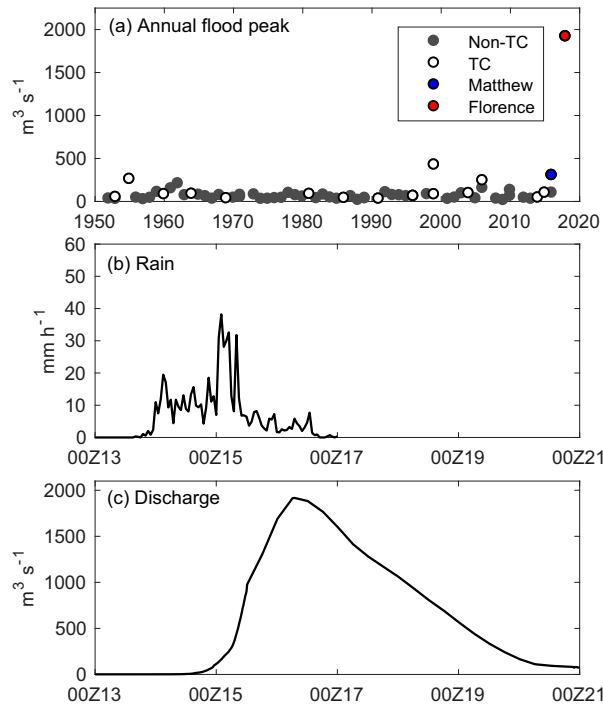 (a) Annual flood peak
m³ s⁻¹
2000
1500
1000
500
0
Non-TC
TC
Matthew
Florence
1950 1960 1970 1980 1990 2000 2010 2020
(b) Rain
mm h⁻¹
60
50
40
30
20
10
0
00Z13 00Z15 00Z17 00Z19 00Z21
(c) Discharge
m³ s⁻¹
2000
1500
1000
500
0
00Z13 00Z15 00Z17 00Z19 00Z21